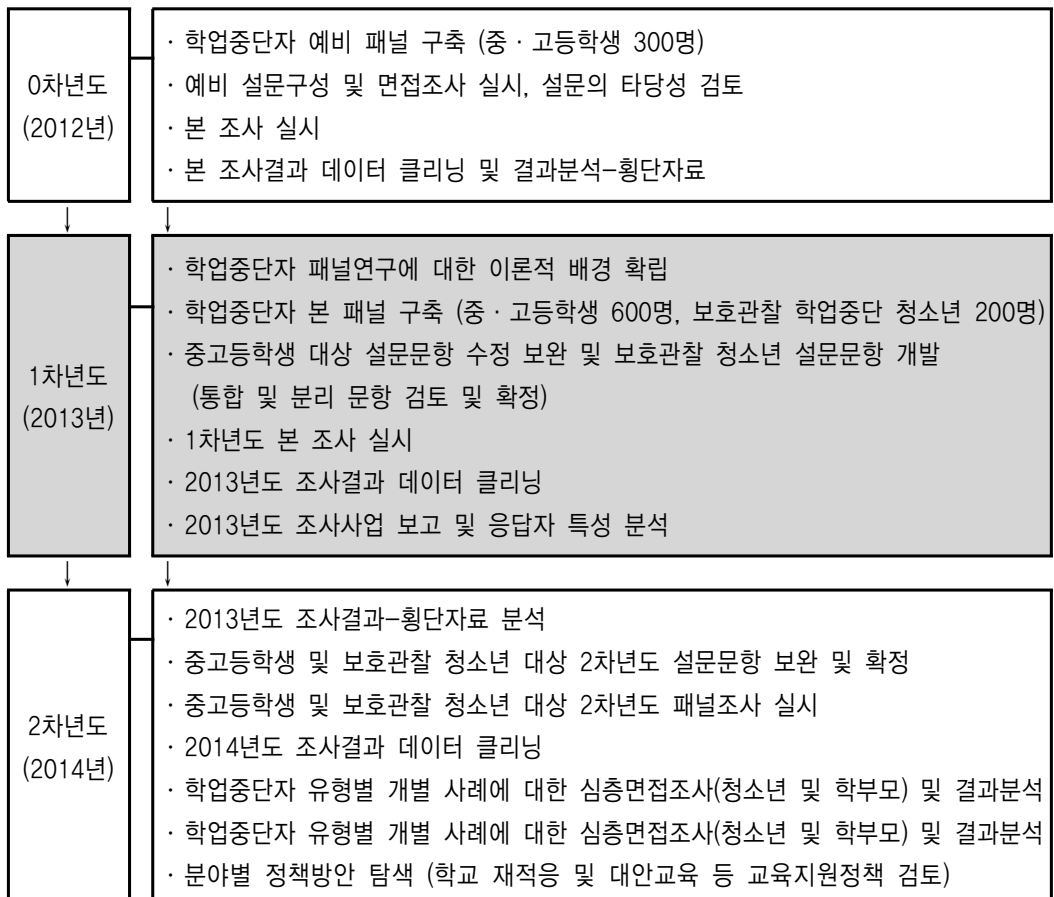 0차년도
(2012년)
· 학업중단자 예비 패널 구축 (중 · 고등학생 300명)
· 예비 설문구성 및 면접조사 실시, 설문의 타당성 검토
· 본 조사 실시
· 본 조사결과 데이터 클리닝 및 결과분석-횡단자료
↓ ↓
1차년도
(2013년)
· 학업중단자 패널연구에 대한 이론적 배경 확립
· 학업중단자 본 패널 구축 (중 · 고등학생 600명, 보호관찰 학업중단 청소년 200명)
· 중고등학생 대상 설문문항 수정 보완 및 보호관찰 청소년 설문문항 개발
(통합 및 분리 문항 검토 및 확정)
· 1차년도 본 조사 실시
· 2013년도 조사결과 데이터 클리닝
· 2013년도 조사사업 보고 및 응답자 특성 분석
↓ ↓
2차년도
(2014년)
· 2013년도 조사결과-횡단자료 분석
· 중고등학생 및 보호관찰 청소년 대상 2차년도 설문문항 보완 및 확정
· 중고등학생 및 보호관찰 청소년 대상 2차년도 패널조사 실시
· 2014년도 조사결과 데이터 클리닝
· 학업중단자 유형별 개별 사례에 대한 심층면접조사(청소년 및 학부모) 및 결과분석
· 학업중단자 유형별 개별 사례에 대한 심층면접조사(청소년 및 학부모) 및 결과분석
· 분야별 정책방안 탐색 (학교 재적응 및 대안교육 등 교육지원정책 검토)